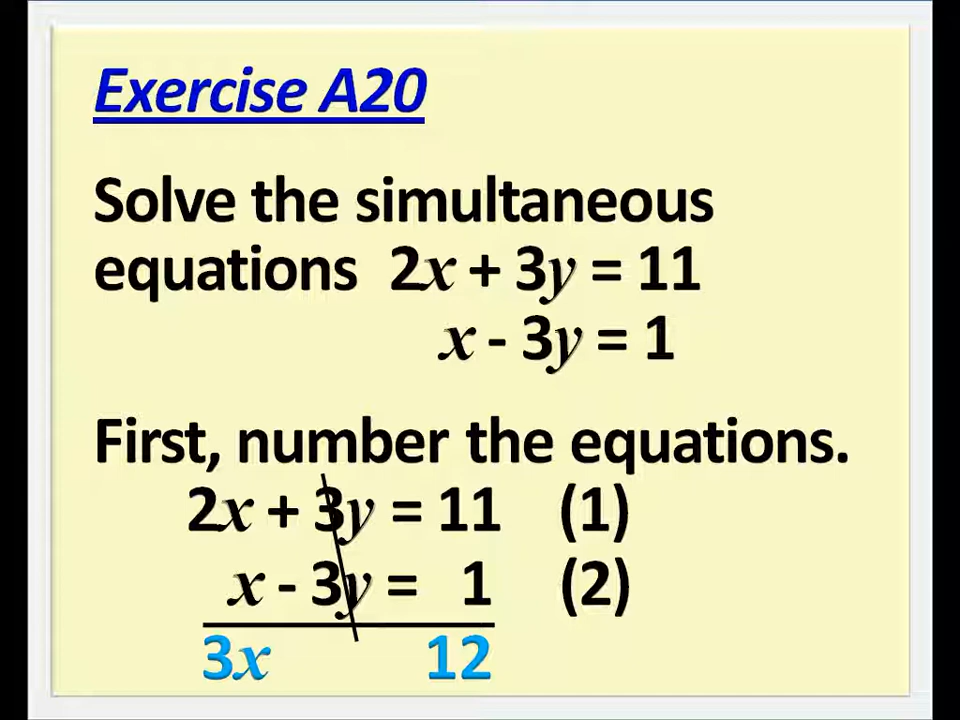 Exercise A20
Solve the simultaneous
equations 2x + 3y = 11
x - 3y = 1
First, number the equations.
2x + 3y = 11 (1)
x - 3y = 1 (2)
3x 12